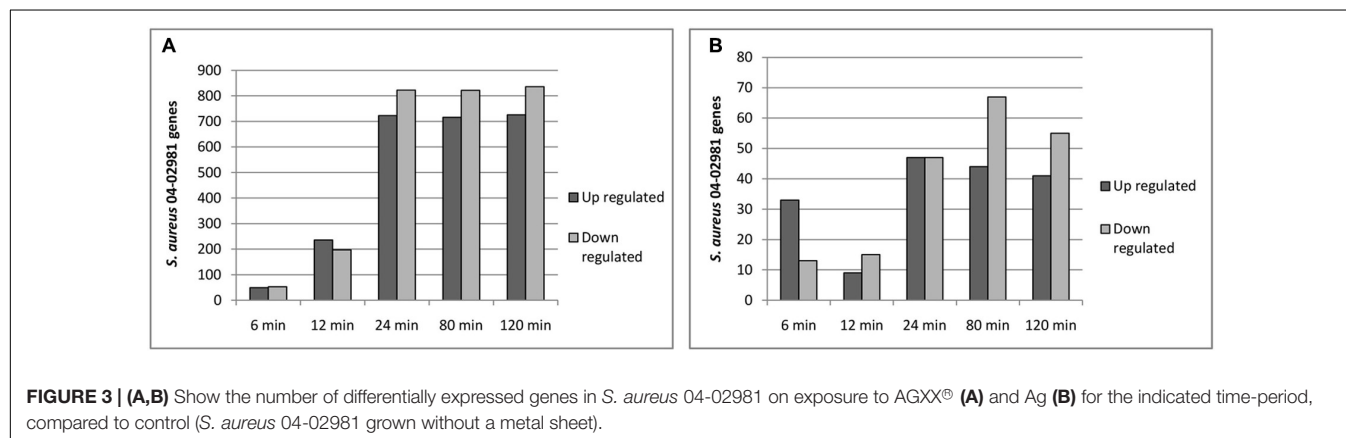 A
S. aureus 04-02981 genes
900
800
700
600
500
400
300
200
100
0
6 min 12 min 24 min 80 min 120 min
Up regulated
Down
regulated
B
S. aureus 04-02981 genes
80
70
60
50
40
30
20
10
0
6 min 12 min 24 min 80 min 120 min
Up regulated
Down
regulated
FIGURE 3 | (A,B) Show the number of differentially expressed genes in S. aureus 04-02981 on exposure to AGXX® (A) and Ag (B) for the indicated time-period,
compared to control (S. aureus 04-02981 grown without a metal sheet).